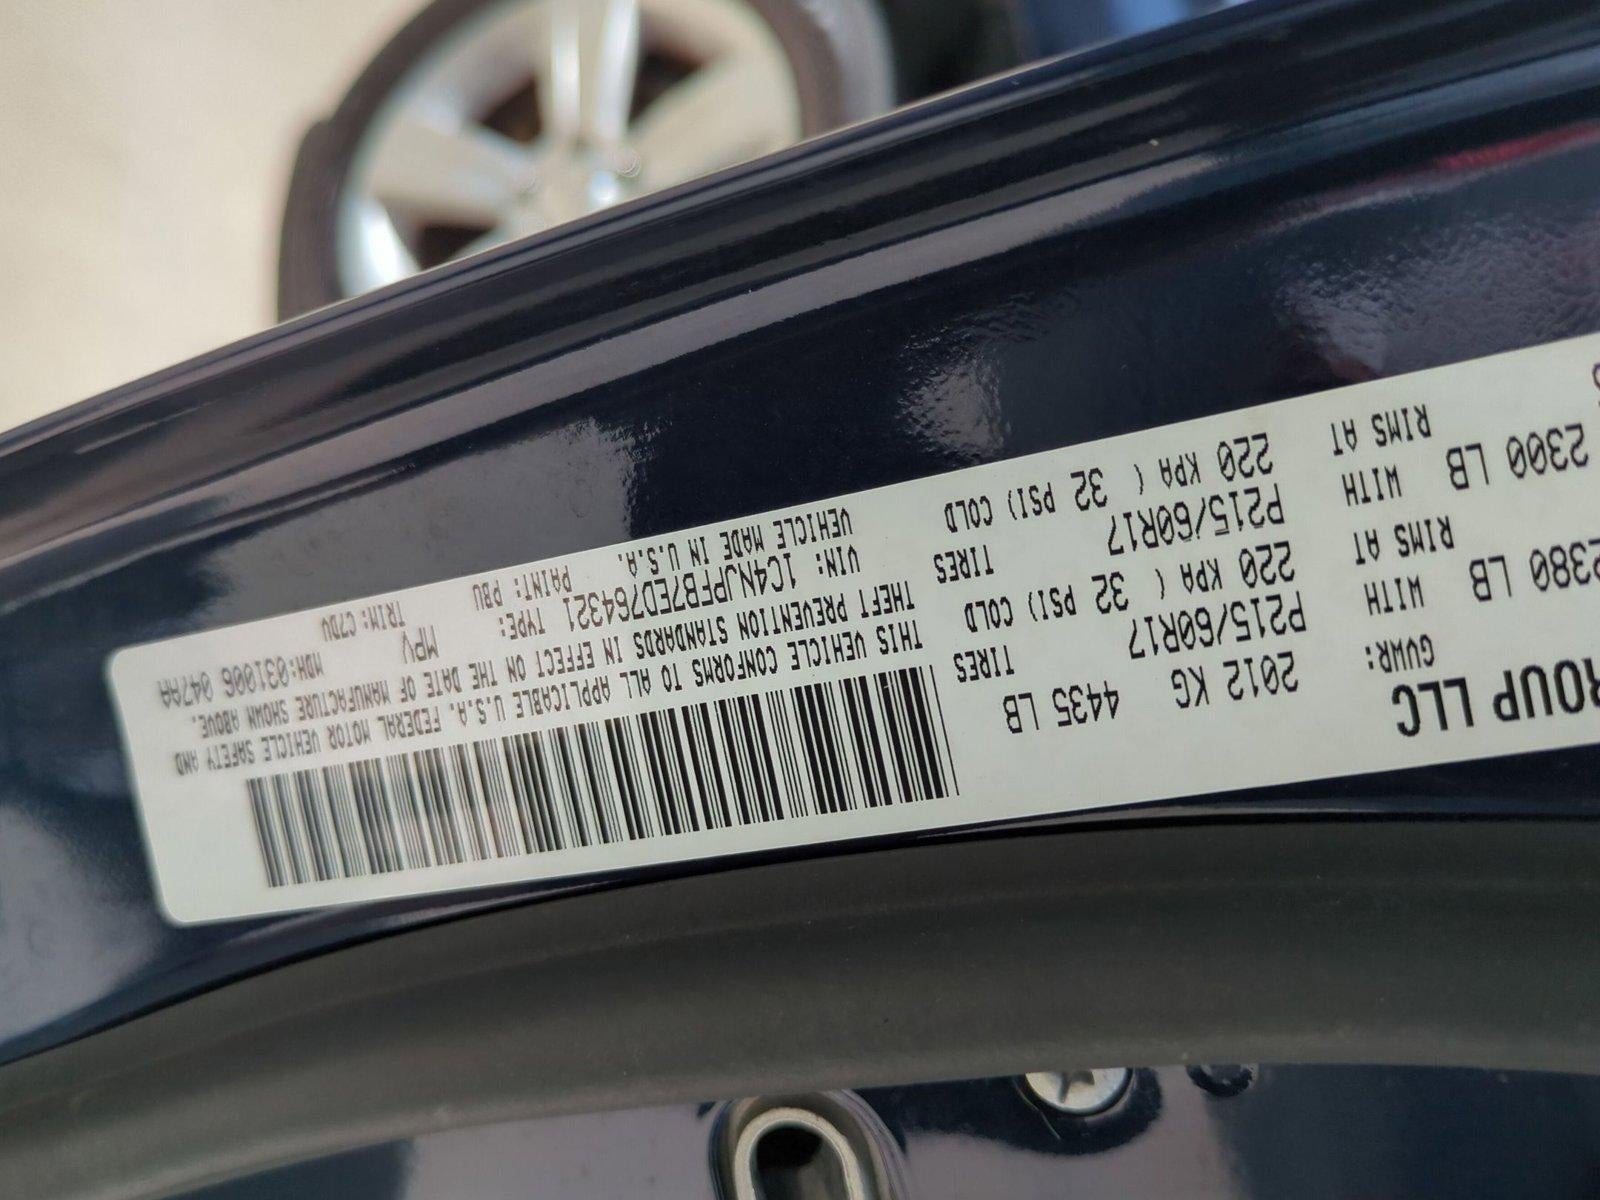 ROUP LLC
GVWR: 2012 KG 4435 LB
2380 LB WITH P215/60R17 TIRES
RIMS AT 220 KPA ( 32 PSI) COLD
2300 LB WITH P215/60R17 TIRES
RIMS AT 220 KPA ( 32 PSI) COLD
THIS VEHICLE CONFORMS TO ALL APPLICABLE U.S.A. FEDERAL MOTOR VEHICLE SAFETY AND
THEFT PREVENTION STANDARDS IN EFFECT ON THE DATE OF MANUFACTURE SHOWN ABOVE.
VIN: 1C4NJPFB7ED764321 TYPE: MPV MDH:031006 047AA
VEHICLE MADE IN U.S.A. PAINT: PBU TRIM: C7DV